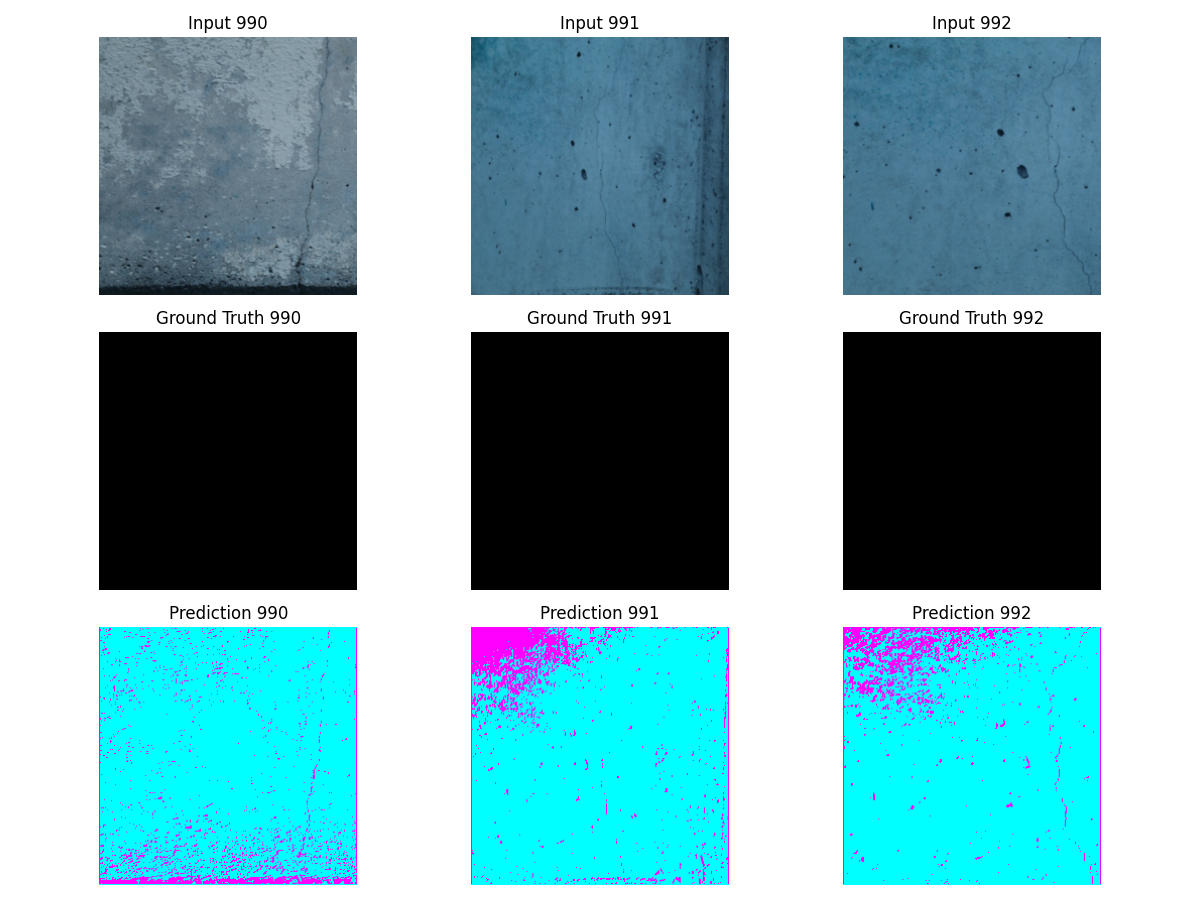 Input 990
Input 991
Input 992
Ground Truth 990
Ground Truth 991
Ground Truth 992
Prediction 990
Prediction 991
Prediction 992